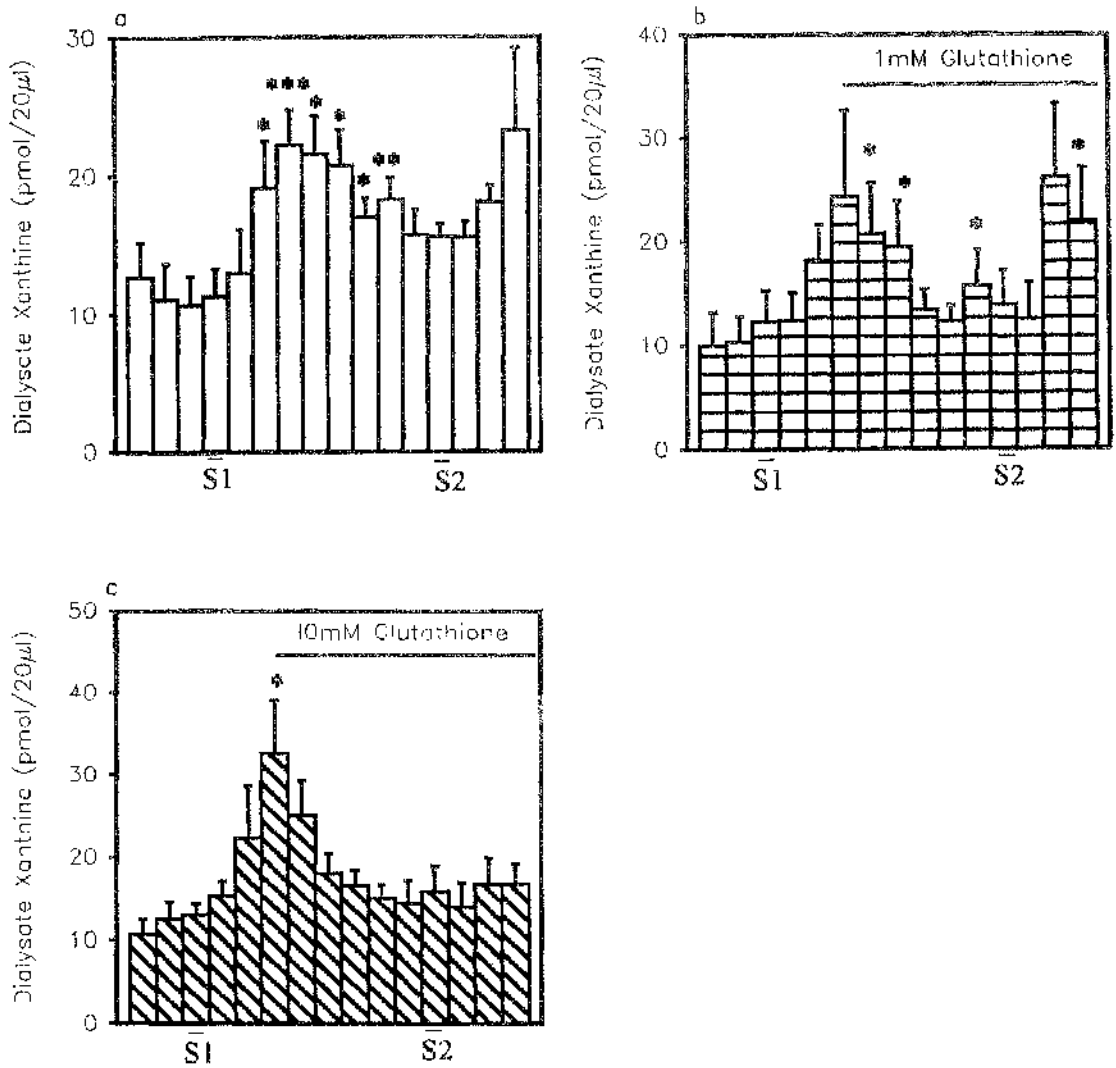 a
30
20
10
0
Dialysate Xanthine (pmol/20μl)
*
***
*
*
*
**
S1
S2
b
40
30
20
10
0
Dialysate Xanthine (pmol/20μl)
1mM Glutathione
*
*
*
*
S1
S2
c
50
40
30
20
10
0
Dialysate Xanthine (pmol/20μl)
10mM Glutathione
*
S1
S2